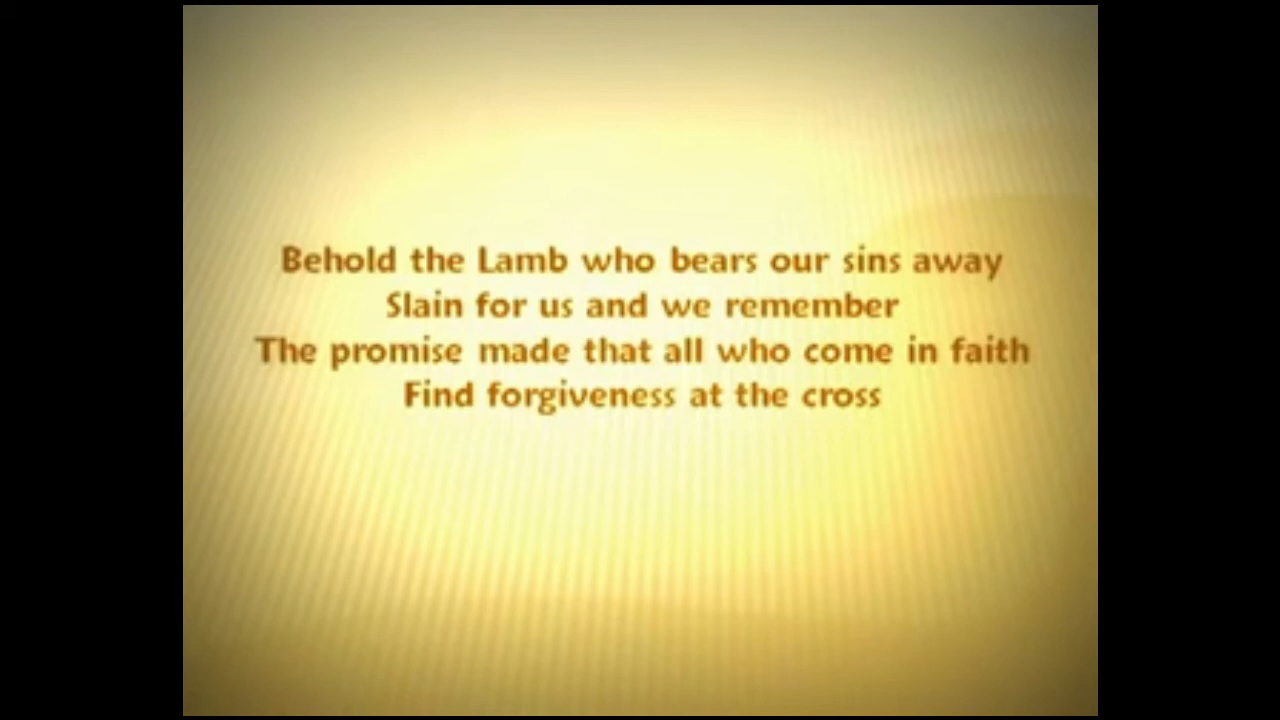 Behold the Lamb who bears our sins away
Slain for us and we remember
The promise made that all who come in faith
Find forgiveness at the cross